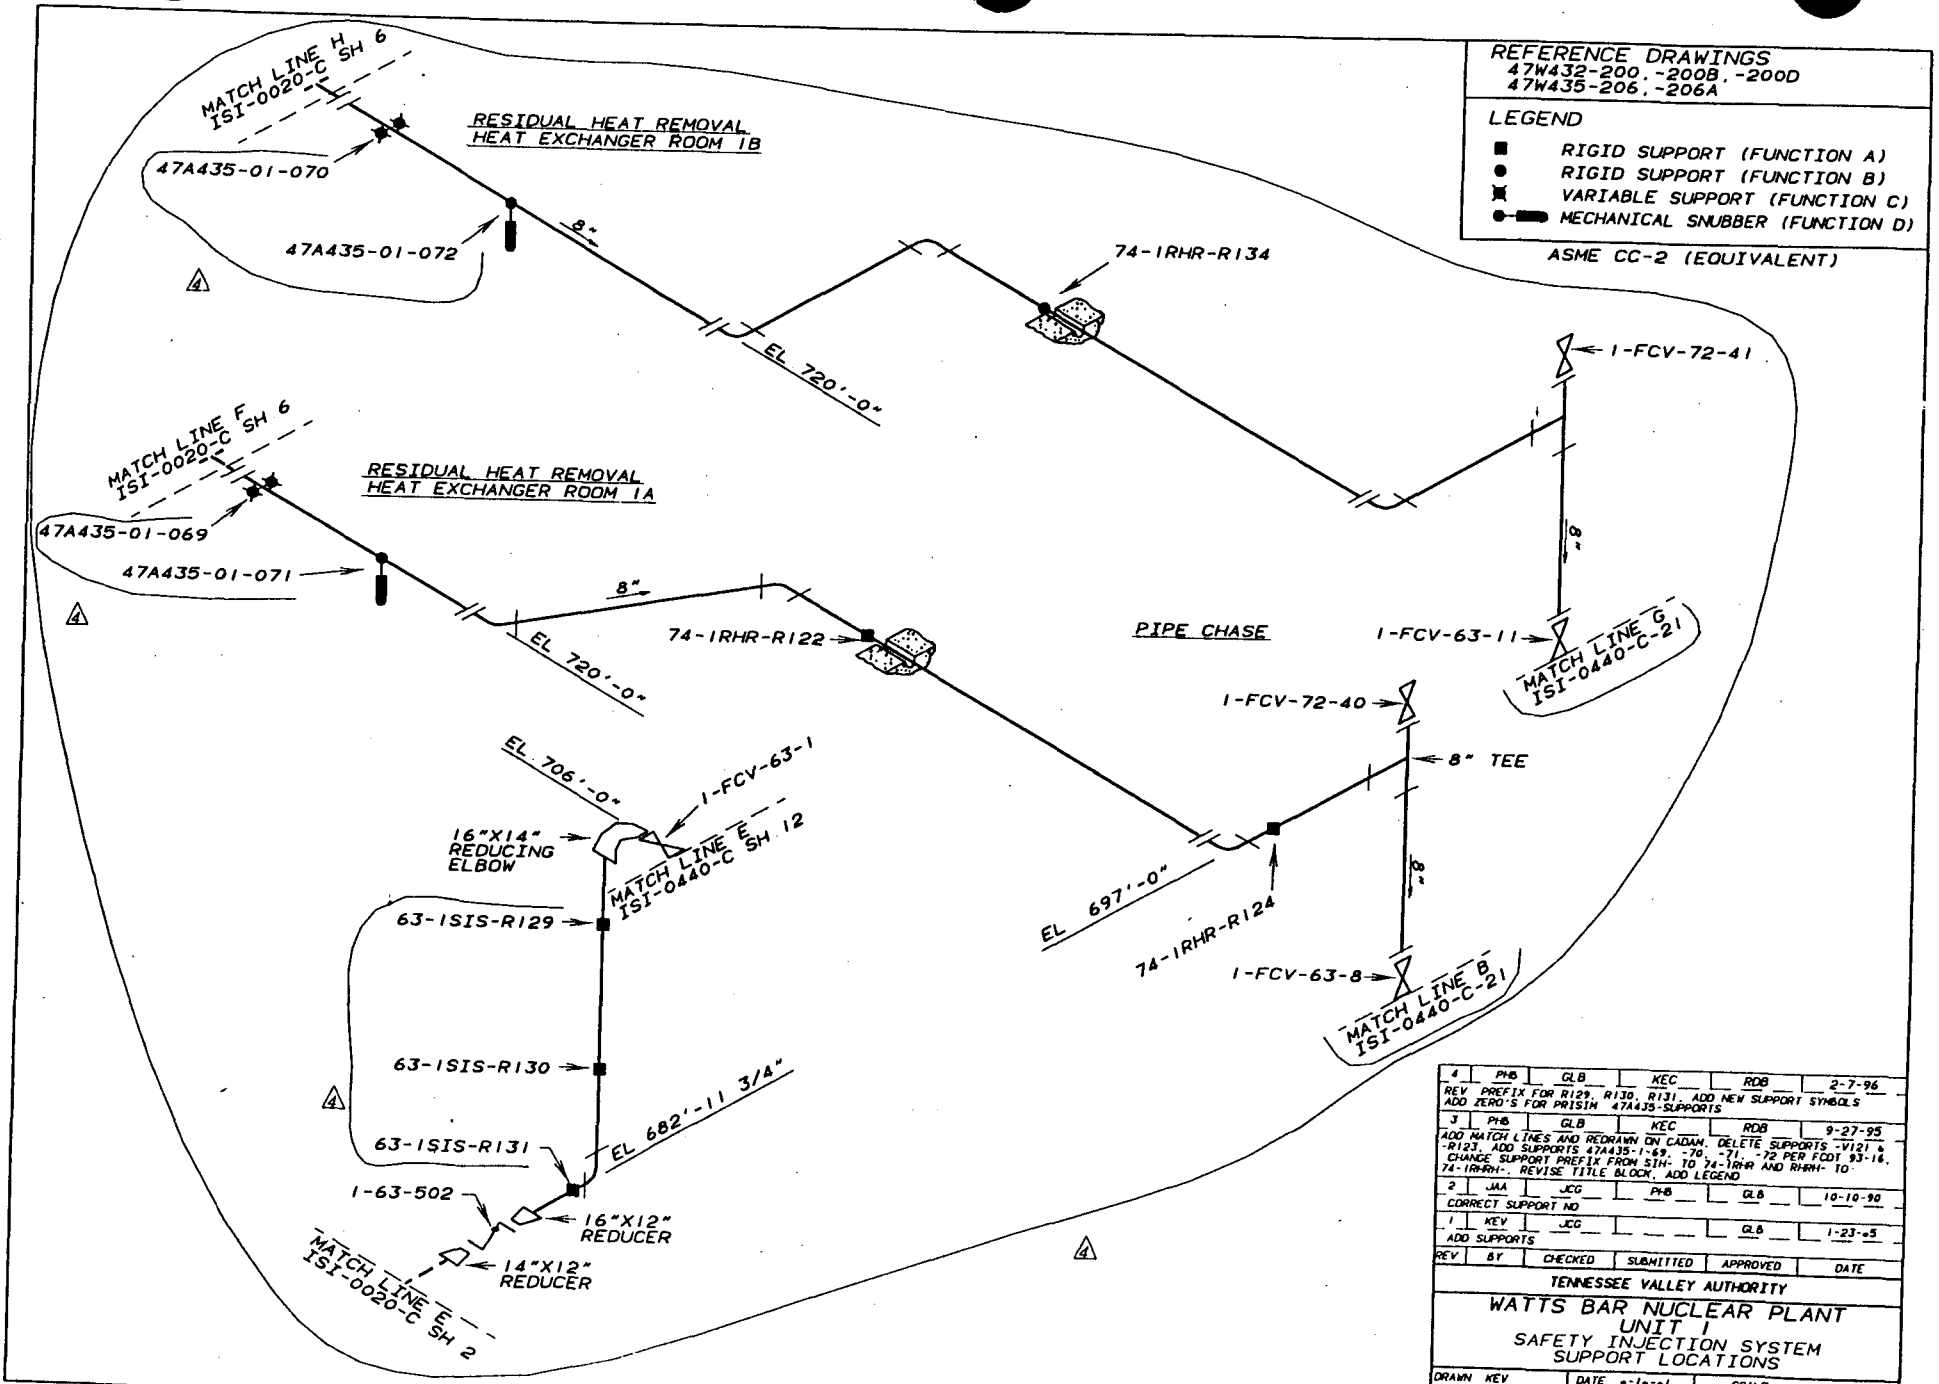 REFERENCE DRAWINGS
47W432-200, -200B, -200D
47W435-206, -206A
LEGEND
RIGID SUPPORT (FUNCTION A)
RIGID SUPPORT (FUNCTION B)
VARIABLE SUPPORT (FUNCTION C)
MECHANICAL SNUBBER (FUNCTION D)
ASME CC-2 (EQUIVALENT)
MATCH LINE H
ISI-0020-C SH 6
RESIDUAL HEAT REMOVAL
HEAT EXCHANGER ROOM 1B
47A435-01-070
47A435-01-072
4
8"
74-1RHR-R134
EL 720'-0"
1-FCV-72-41
MATCH LINE F
ISI-0020-C SH 6
RESIDUAL HEAT REMOVAL
HEAT EXCHANGER ROOM 1A
47A435-01-069
47A435-01-071
4
8"
74-1RHR-R122
EL 720'-0"
PIPE CHASE
8"
1-FCV-63-11
MATCH LINE G
ISI-0440-C-21
1-FCV-72-40
8" TEE
EL 706'-0"
1-FCV-63-1
16"X14"
REDUCING
ELBOW
MATCH LINE E
ISI-0440-C SH 12
8"
EL 697'-0"
74-1RHR-R124
1-FCV-63-8
MATCH LINE B
ISI-0440-C-21
63-1SIS-R129
63-1SIS-R130
4
EL 682'-11 3/4"
63-1SIS-R131
1-63-502
16"X12"
REDUCER
14"X12"
REDUCER
MATCH LINE E
ISI-0020-C SH 2
4
4 PHB GLB KEC RDB 2-7-96
REV PREFIX FOR R129, R130, R131, ADD NEW SUPPORT SYMBOLS
ADD ZERO'S FOR PRISIM 47A435-SUPPORTS
3 PHB GLB KEC RDB 9-27-95
ADD MATCH LINES AND REDRAWN ON CADAM. DELETE SUPPORTS -V121 &
-R123, ADD SUPPORTS 47A435-1-69, -70, -71, -72 PER FCDT 93-16,
CHANGE SUPPORT PREFIX FROM SIH- TO 74-1RHR AND RHRH- TO
74-1RHRH-, REVISE TITLE BLOCK, ADD LEGEND
2 JAA JCG PHB GLB 10-10-90
CORRECT SUPPORT NO
1 KEV JCG GLB
ADD SUPPORTS
REV BY CHECKED SUBMITTED APPROVED DATE
TENNESSEE VALLEY AUTHORITY
WATTS BAR NUCLEAR PLANT
UNIT 1
SAFETY INJECTION SYSTEM
SUPPORT LOCATIONS
DRAWN KEV DATE